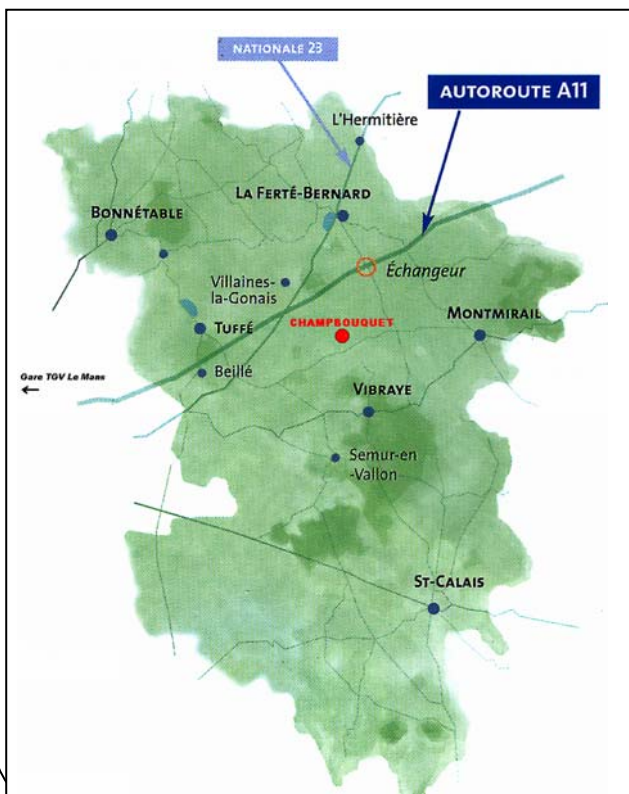 NATIONALE 23
AUTOROUTE A11
L'Hermitière
LA FERTÉ-BERNARD
BONNÉTABLE
Échangeur
Villaines-
la-Gonais
MONTMIRAIL
CHAMPBOUQUET
TUFFÉ
Gare TGV Le Mans
Beillé
VIBRAYE
Semur-en
-Vallon
ST-CALAIS